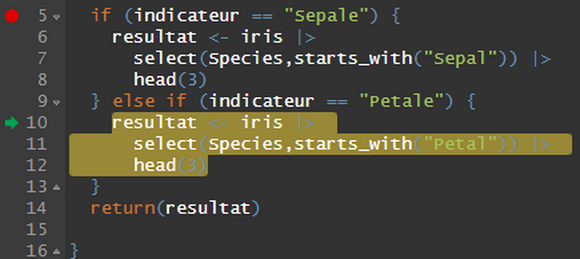 5 if (indicateur == "Sepale") {
6 resultat <- iris |>
7 select(Species,starts_with("Sepal")) |>
8 head(3)
9 } else if (indicateur == "Petale") {
10 resultat <- iris |>
11 select(Species,starts_with("Petal")) |>
12 head(3)
13 }
14 return(resultat)
15
16 }